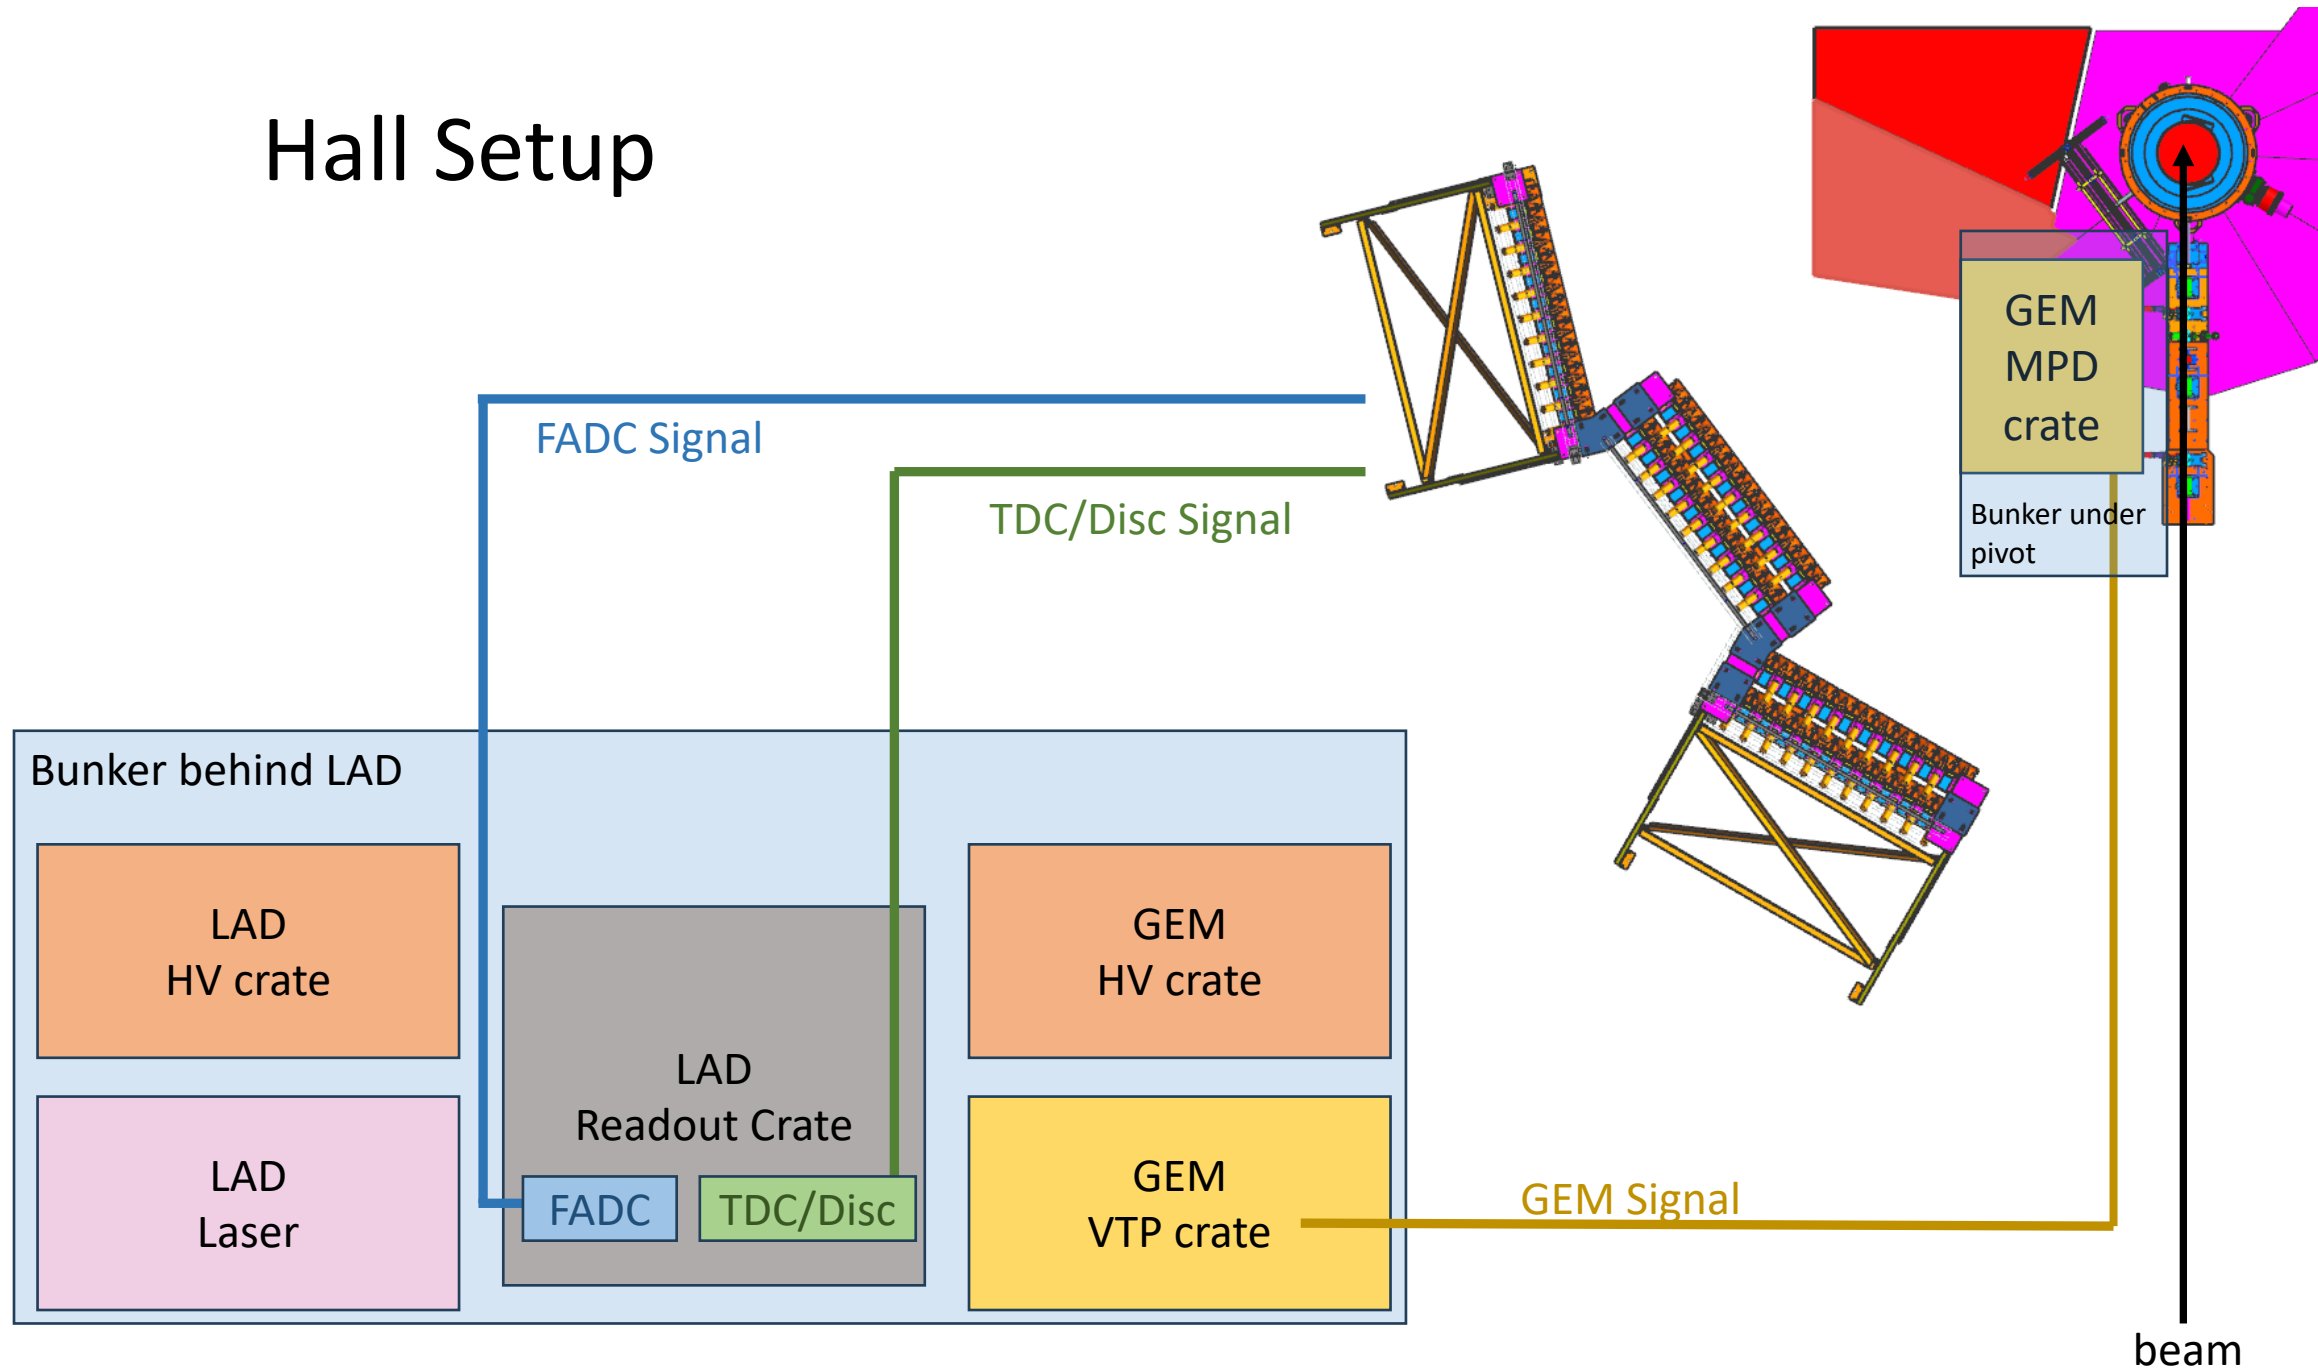 Hall Setup
GEM
MPD
crate
FADC Signal
TDC/Disc Signal
Bunker under
pivot
Bunker behind LAD
LAD
HV crate
GEM
HV crate
LAD
Readout Crate
LAD
Laser
FADC
TDC/Disc
GEM
VTP crate
GEM Signal
beam